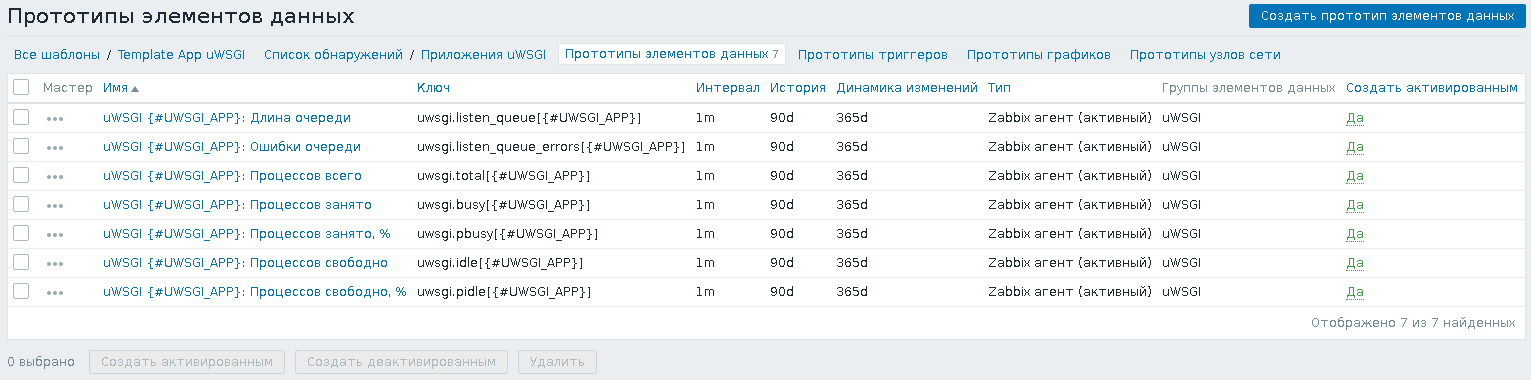 Прототипы элементов данных
Создать прототип элементов данных
Все шаблоны / Template App uWSGI Список обнаружений / Приложения uWSGI Прототипы элементов данных 7 Прототипы триггеров Прототипы графиков Прототипы узлов сети
Мастер Имя Ключ Интервал История Динамика изменений Тип Группы элементов данных Создать активированным
uWSGI {#UWSGI_APP}: Длина очереди uwsgi.listen_queue[{#UWSGI_APP}] 1m 90d 365d Zabbix агент (активный) uWSGI Да
uWSGI {#UWSGI_APP}: Ошибки очереди uwsgi.listen_queue_errors[{#UWSGI_APP}] 1m 90d 365d Zabbix агент (активный) uWSGI Да
uWSGI {#UWSGI_APP}: Процессов всего uwsgi.total[{#UWSGI_APP}] 1m 90d 365d Zabbix агент (активный) uWSGI Да
uWSGI {#UWSGI_APP}: Процессов занято uwsgi.busy[{#UWSGI_APP}] 1m 90d 365d Zabbix агент (активный) uWSGI Да
uWSGI {#UWSGI_APP}: Процессов занято, % uwsgi.pbusy[{#UWSGI_APP}] 1m 90d 365d Zabbix агент (активный) uWSGI Да
uWSGI {#UWSGI_APP}: Процессов свободно uwsgi.idle[{#UWSGI_APP}] 1m 90d 365d Zabbix агент (активный) uWSGI Да
uWSGI {#UWSGI_APP}: Процессов свободно, % uwsgi.pidle[{#UWSGI_APP}] 1m 90d 365d Zabbix агент (активный) uWSGI Да
Отображено 7 из 7 найденных
0 выбрано Создать активированным Создать деактивированным Удалить